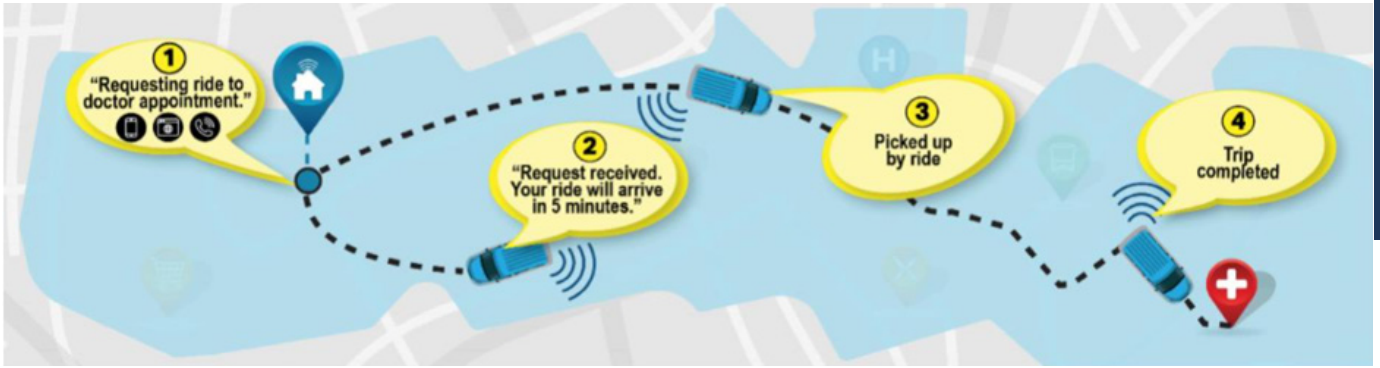 1
“Requesting ride to
doctor appointment.”
2
“Request received.
Your ride will arrive
in 5 minutes.”
H
3
Picked up
by ride
4
Trip
completed